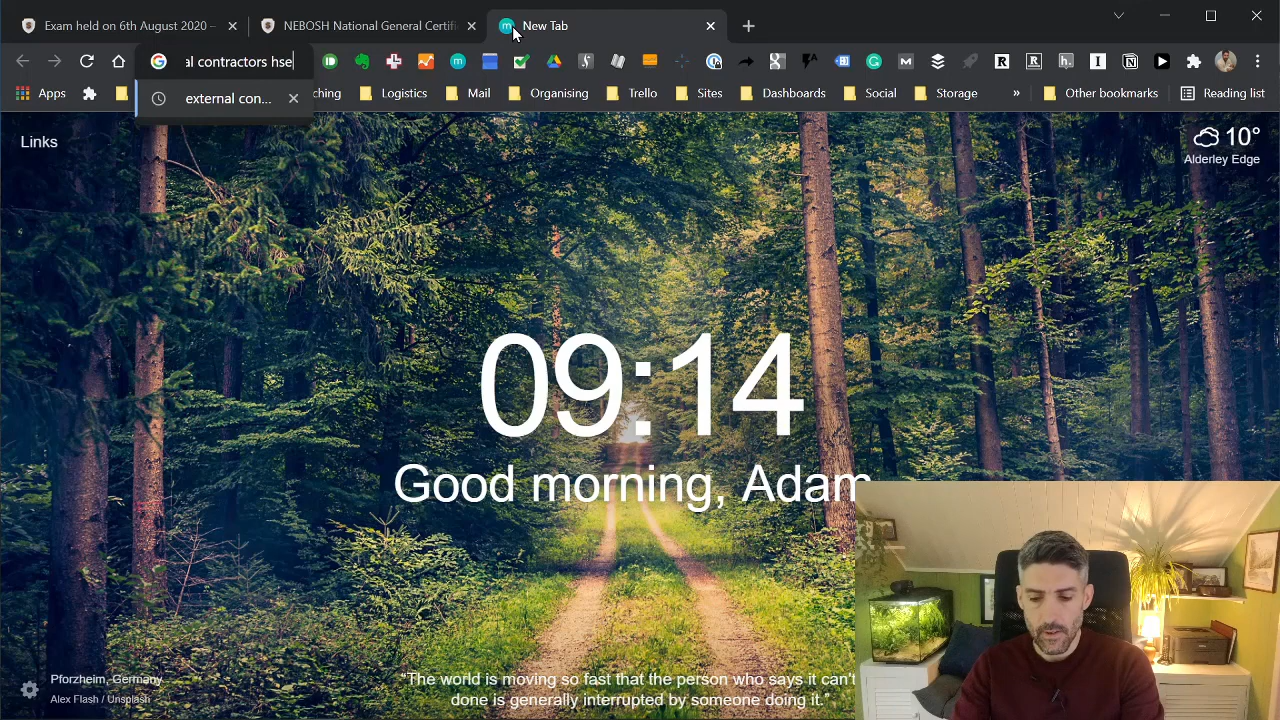 Exam held on 6th August 2020 –
NEBOSH National General Certifi
New Tab
al contractors hse
external con...
Apps
ching
Logistics
Mail
Organising
Trello
Sites
Dashboards
Social
Storage
»
Other bookmarks
Reading list
Links
10°
Alderley Edge
09:14
Good morning, Adam
Pforzheim, Germany
Alex Flash / Unsplash
“The world is moving so fast that the person who says it can't
done is generally interrupted by someone doing it.”